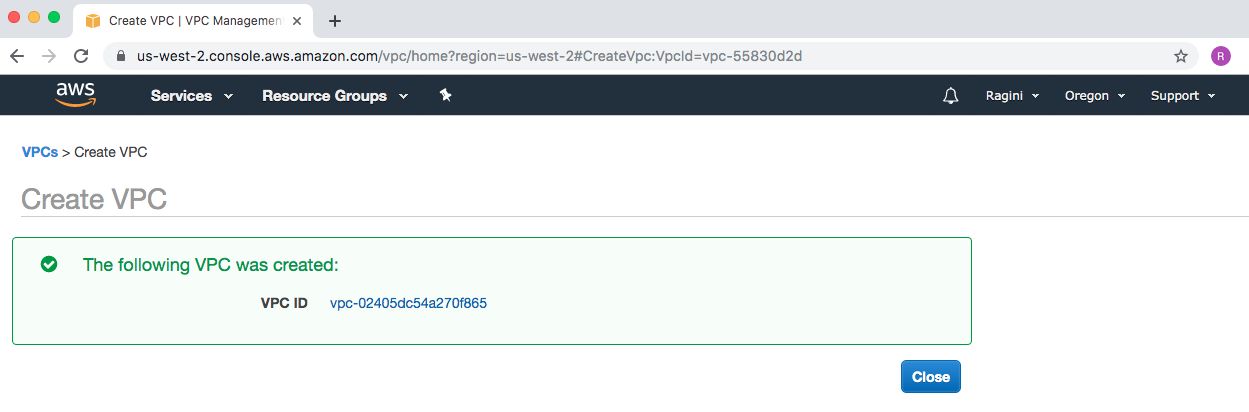 Create VPC | VPC Management
us-west-2.console.aws.amazon.com/vpc/home?region=us-west-2#CreateVpc:VpcId=vpc-55830d2d
R
aws
Services
Resource Groups
Ragini
Oregon
Support
VPCs > Create VPC
Create VPC
The following VPC was created:
VPC ID vpc-02405dc54a270f865
Close